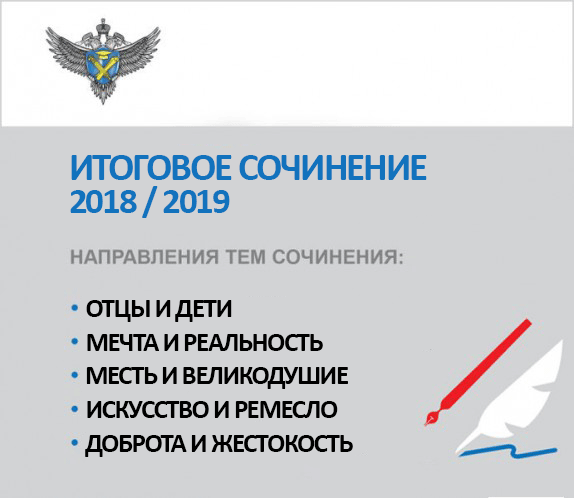 ИТОГОВОЕ СОЧИНЕНИЕ
2018 / 2019
НАПРАВЛЕНИЯ ТЕМ СОЧИНЕНИЯ:
• ОТЦЫ И ДЕТИ
• МЕЧТА И РЕАЛЬНОСТЬ
• МЕСТЬ И ВЕЛИКОДУШИЕ
• ИСКУССТВО И РЕМЕСЛО
• ДОБРОТА И ЖЕСТОКОСТЬ